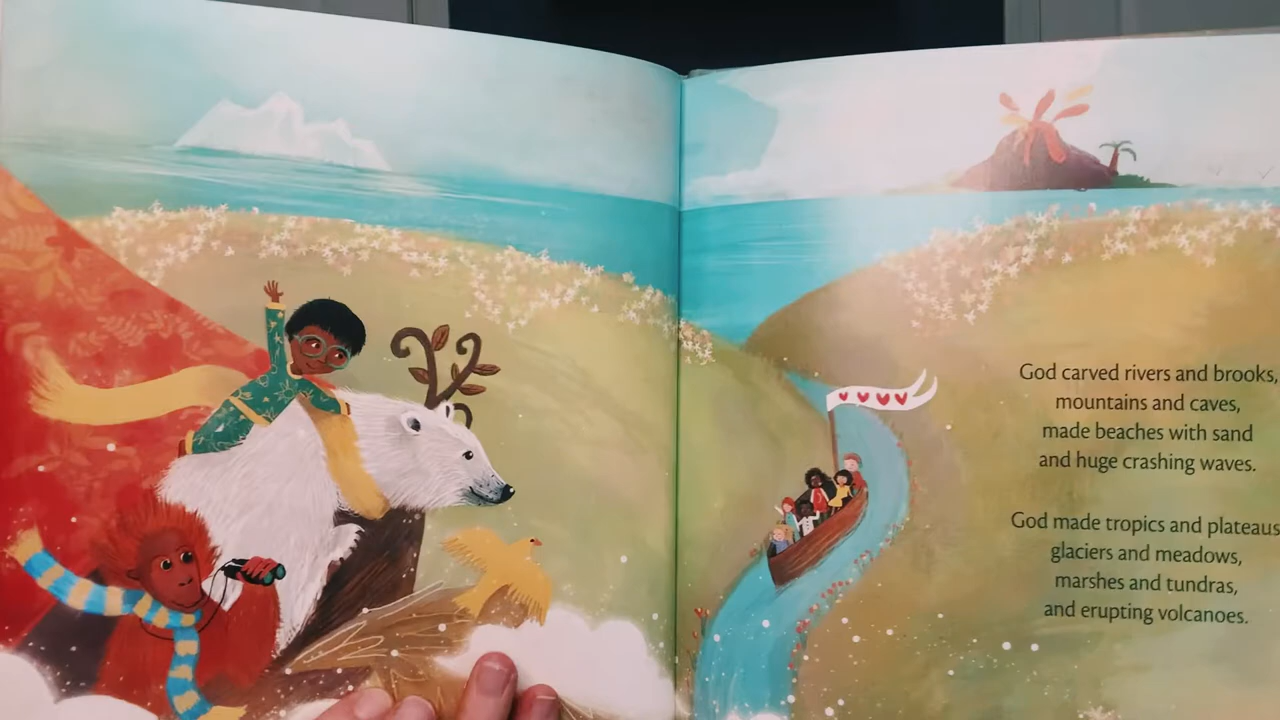 God carved rivers and brooks,
mountains and caves,
made beaches with sand
and huge crashing waves.
God made tropics and plateaus
glaciers and meadows,
marshes and tundras,
and erupting volcanoes.